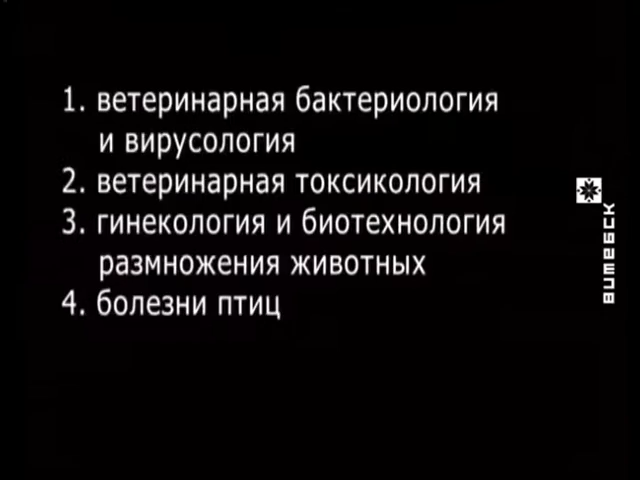 1. ветеринарная бактериология
и вирусология
2. ветеринарная токсикология
3. гинекология и биотехнология
размножения животных
4. болезни птиц
ВИТЕБСК